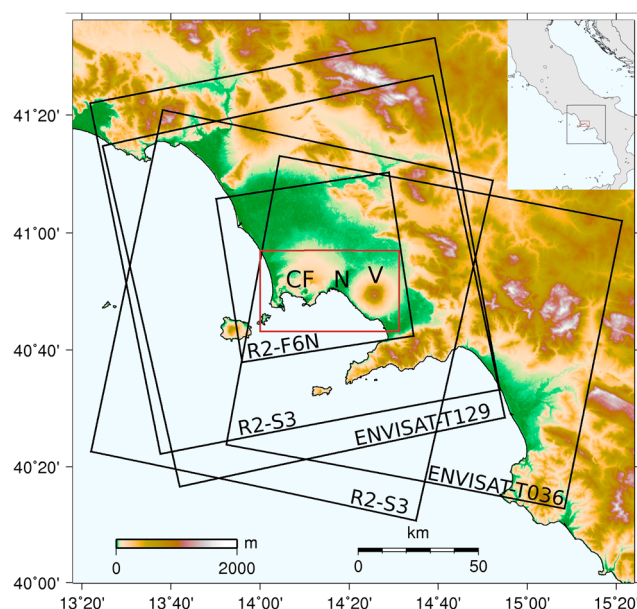 41°20'
41°00'
40°40'
40°20'
40°00'
CF N V
R2-F6N
R2-S3
ENVISAT-T129
ENVISAT-T036
R2-S3
m
0 2000
km
0 50
13°20' 13°40' 14°00' 14°20' 14°40' 15°00' 15°20'